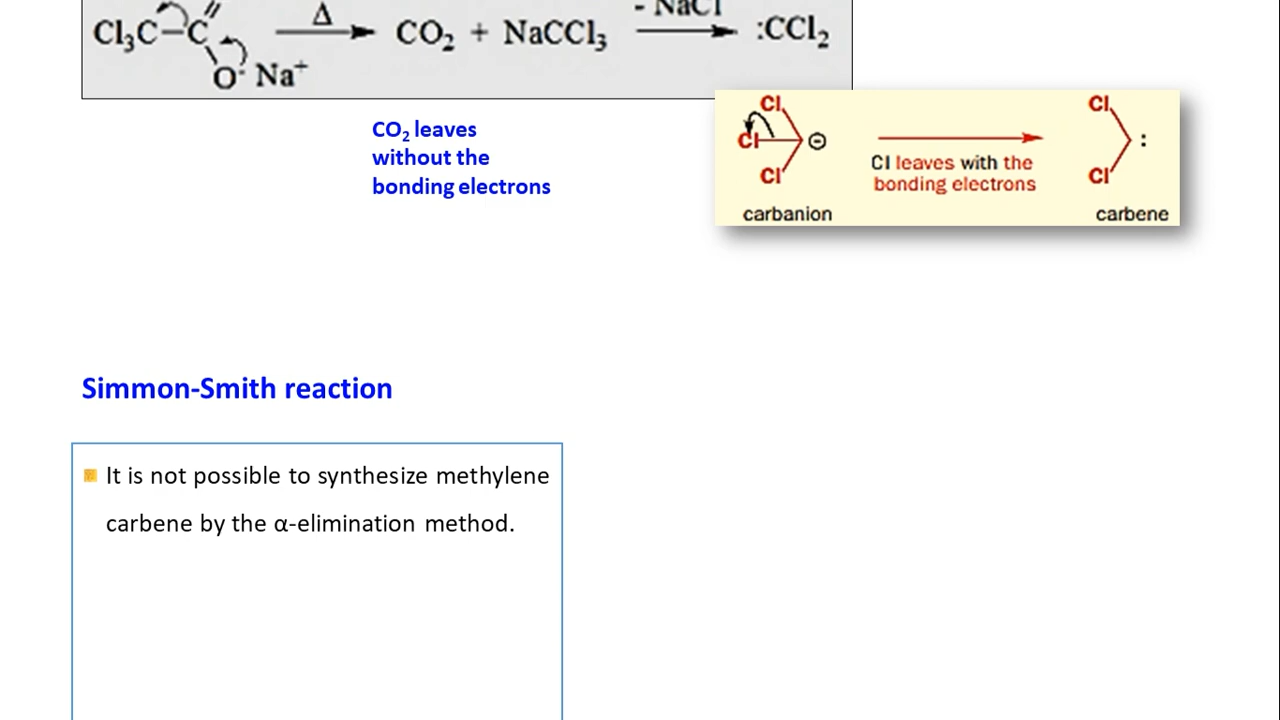 Cl₃C–C Δ CO₂ + NaCCl₃ - NaCl :CCl₂
O⁻ Na⁺
CO₂ leaves
without the
bonding electrons
Cl Cl
Cl ⊖ :
Cl leaves with the
bonding electrons
Cl Cl
carbanion carbene
Simmon-Smith reaction
It is not possible to synthesize methylene
carbene by the α-elimination method.